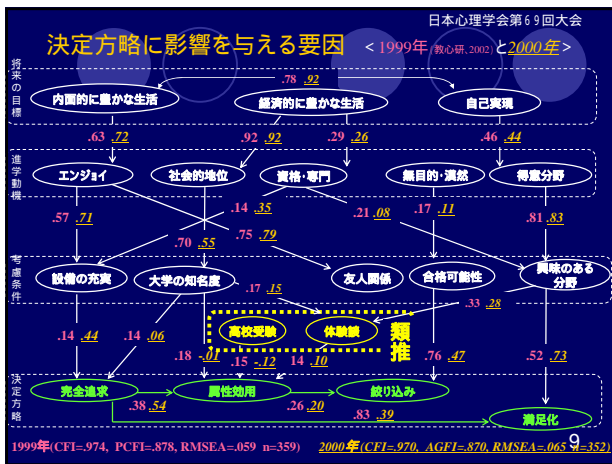 日本心理学会第69回大会
決定方略に影響を与える要因 <1999年(教心研, 2002)と2000年>
将来の目標
.78 .92
内面的に豊かな生活 経済的に豊かな生活 自己実現
.63 .72 .92 .92 .29 .26 .46 .44
進学動機
エンジョイ 社会的地位 資格・専門 無目的・漠然 得意分野
.57 .71 .14 .35 .21 .08 .17 .11 .81 .83
.70 .55 .75 .79
考慮条件
設備の充実 大学の知名度 友人関係 合格可能性 興味のある分野
.17 .15 .33 .28
高校受験 体験談 類推
.14 .44 .14 .06 .18 -.01 .15 -.12 .14 .10 .76 .47 .52 .73
決定方略
完全追求 属性効用 絞り込み
.38 .54 .26 .20
.83 .39
満足化
9
1999年(CFI=.974, PCFI=.878, RMSEA=.059 n=359) 2000年(CFI=.970, AGFI=.870, RMSEA=.065 n=352)